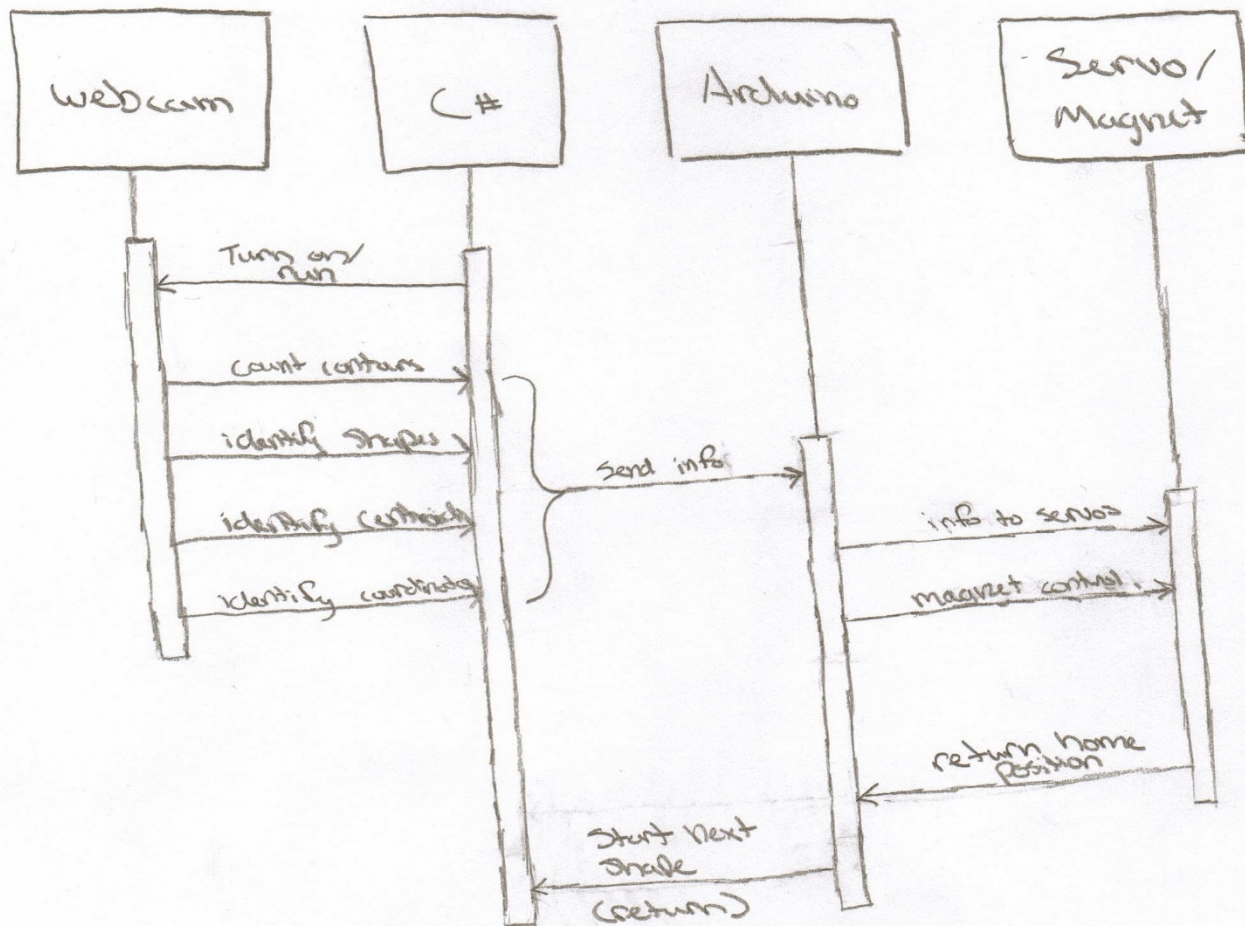 Webcam
C#
Arduino
Servo/
Magnet
Turn on/
run
count contours
identify shapes
identify centroids
identify coordinates
Send info
info to servos
magnet control
return home
position
Start next
shape
(return)